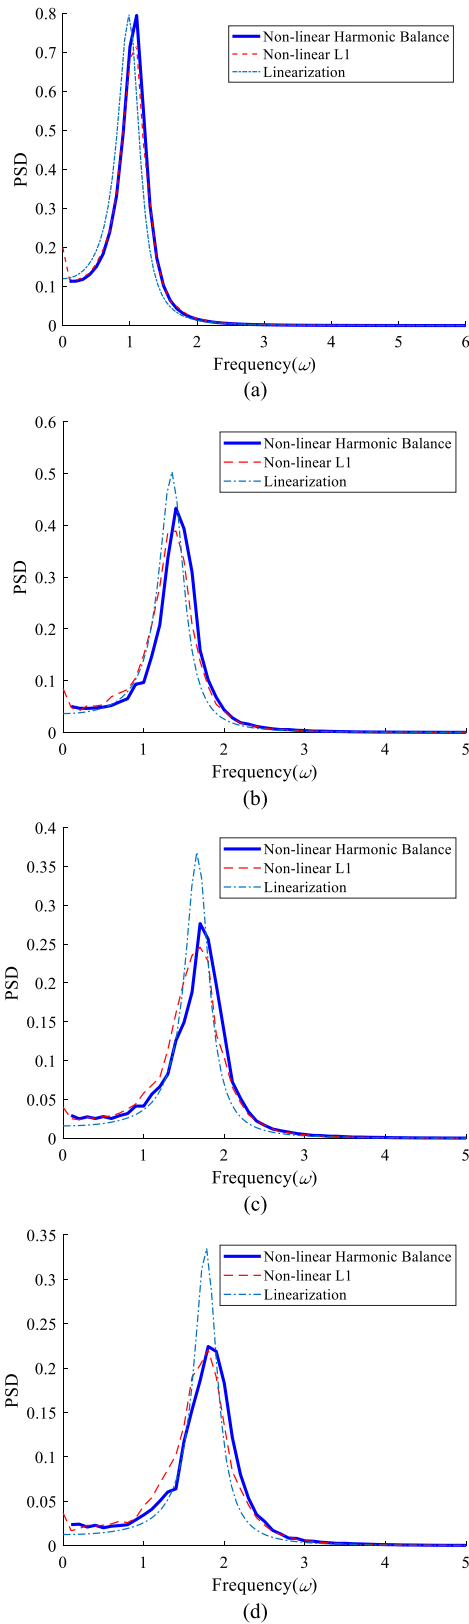 0.8
0.7
0.6
0.5
0.4
0.3
0.2
0.1
0
PSD
Non-linear Harmonic Balance
Non-linear L1
Linearization
0 1 2 3 4 5 6
Frequency(ω)
(a)
0.6
0.5
0.4
0.3
0.2
0.1
0
PSD
Non-linear Harmonic Balance
Non-linear L1
Linearization
0 1 2 3 4 5
Frequency(ω)
(b)
0.4
0.35
0.3
0.25
0.2
0.15
0.1
0.05
0
PSD
Non-linear Harmonic Balance
Non-linear L1
Linearization
0 1 2 3 4 5
Frequency(ω)
(c)
0.35
0.3
0.25
0.2
0.15
0.1
0.05
0
PSD
Non-linear Harmonic Balance
Non-linear L1
Linearization
0 1 2 3 4 5
Frequency(ω)
(d)